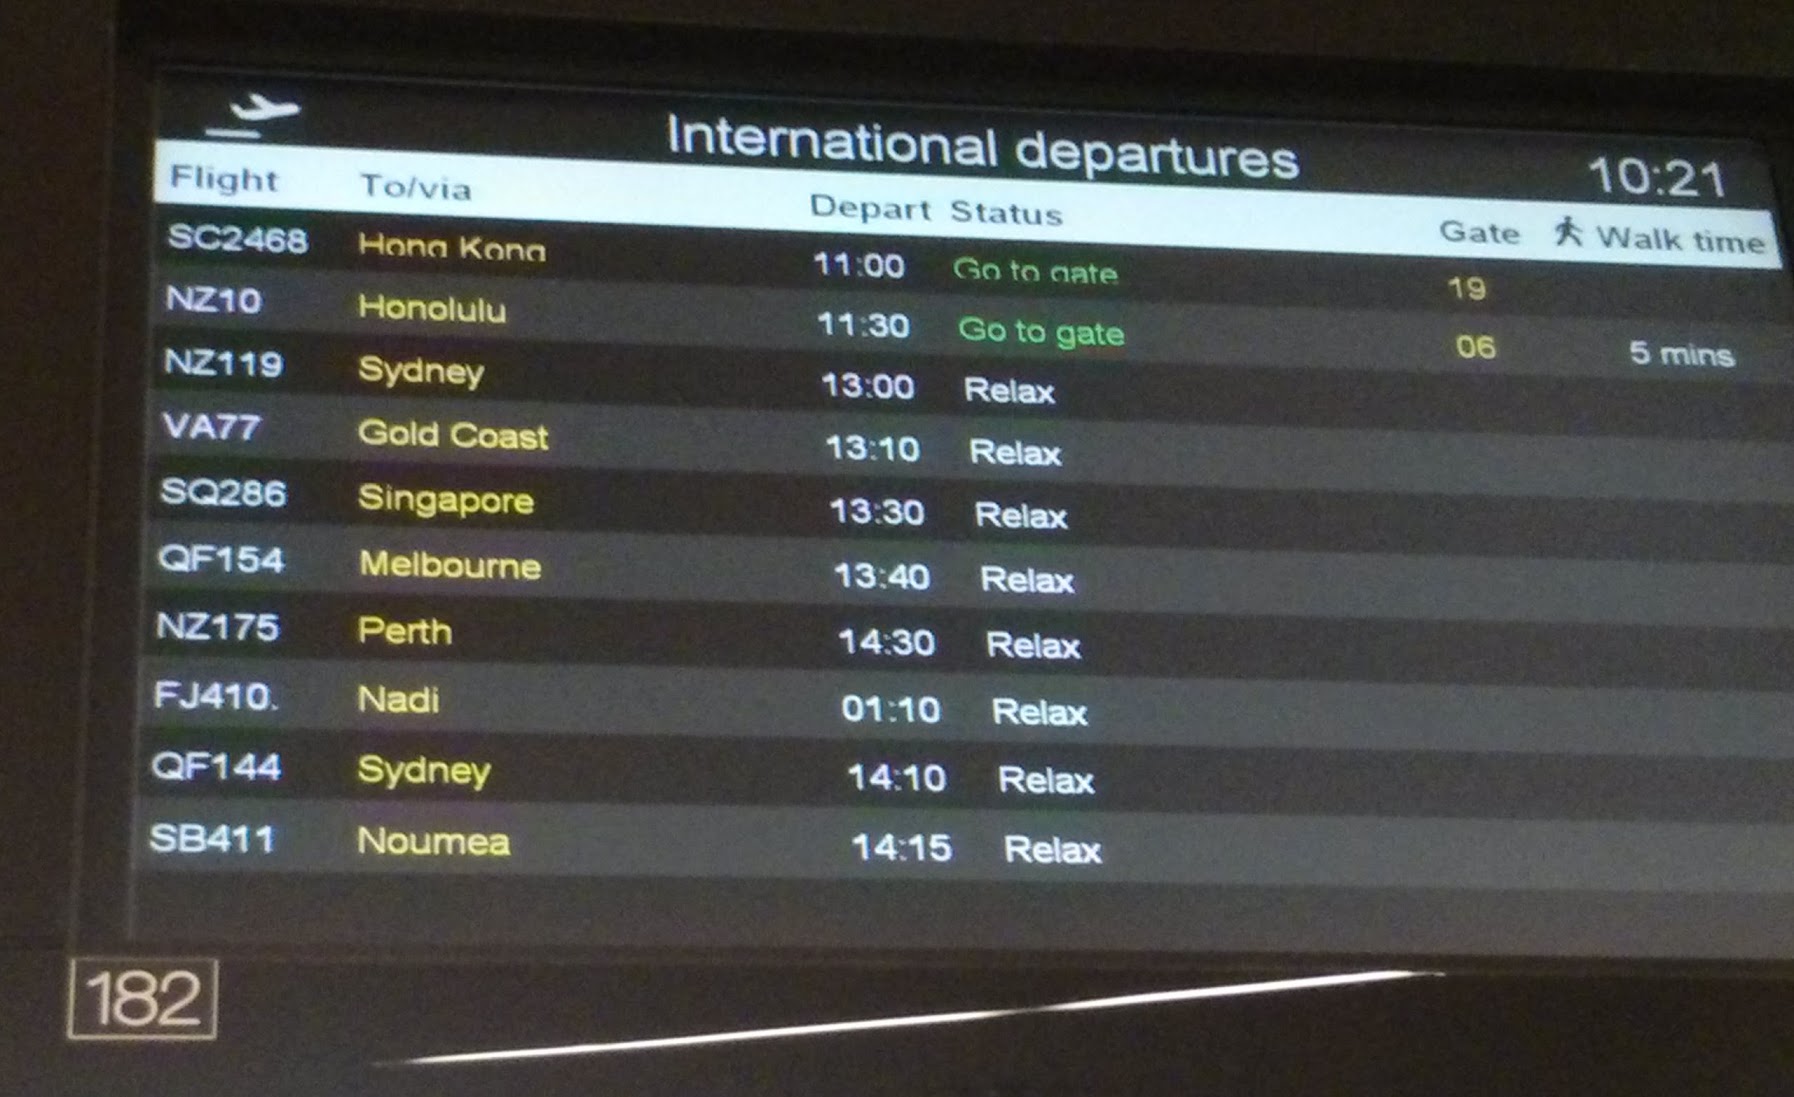 International departures 10:21
Flight To/via Depart Status Gate Walk time
SC2468 Hong Kong 11:00 Go to gate 19
NZ10 Honolulu 11:30 Go to gate 06 5 mins
NZ119 Sydney 13:00 Relax
VA77 Gold Coast 13:10 Relax
SQ286 Singapore 13:30 Relax
QF154 Melbourne 13:40 Relax
NZ175 Perth 14:30 Relax
FJ410. Nadi 01:10 Relax
QF144 Sydney 14:10 Relax
SB411 Noumea 14:15 Relax
182